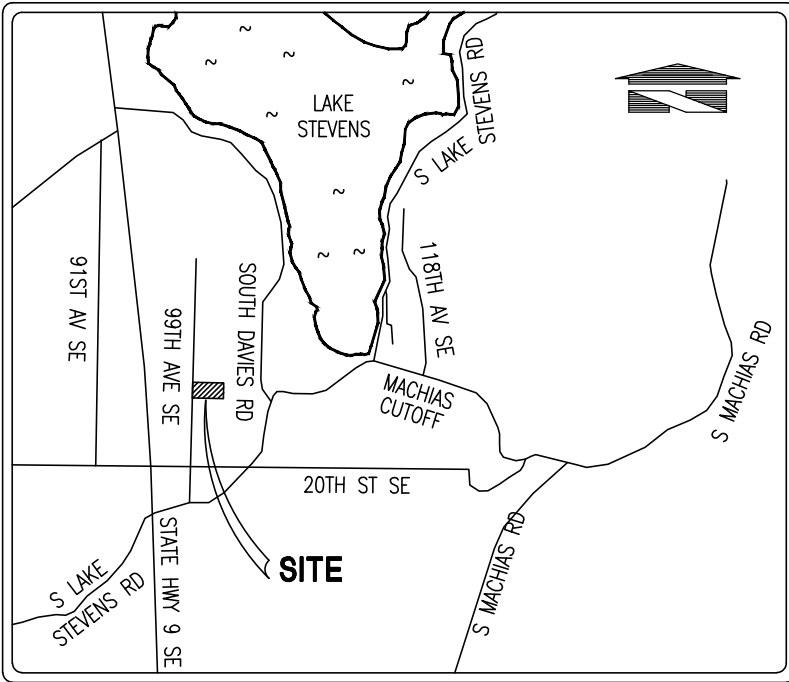 LAKE
STEVENS
S LAKE
STEVENS RD
91ST AV SE
99TH AVE SE
SOUTH DAVIES RD
118TH AV SE
MACHIAS
CUTOFF
S MACHIAS RD
20TH ST SE
S LAKE
STEVENS RD
STATE HWY 9 SE
SITE
S MACHIAS RD